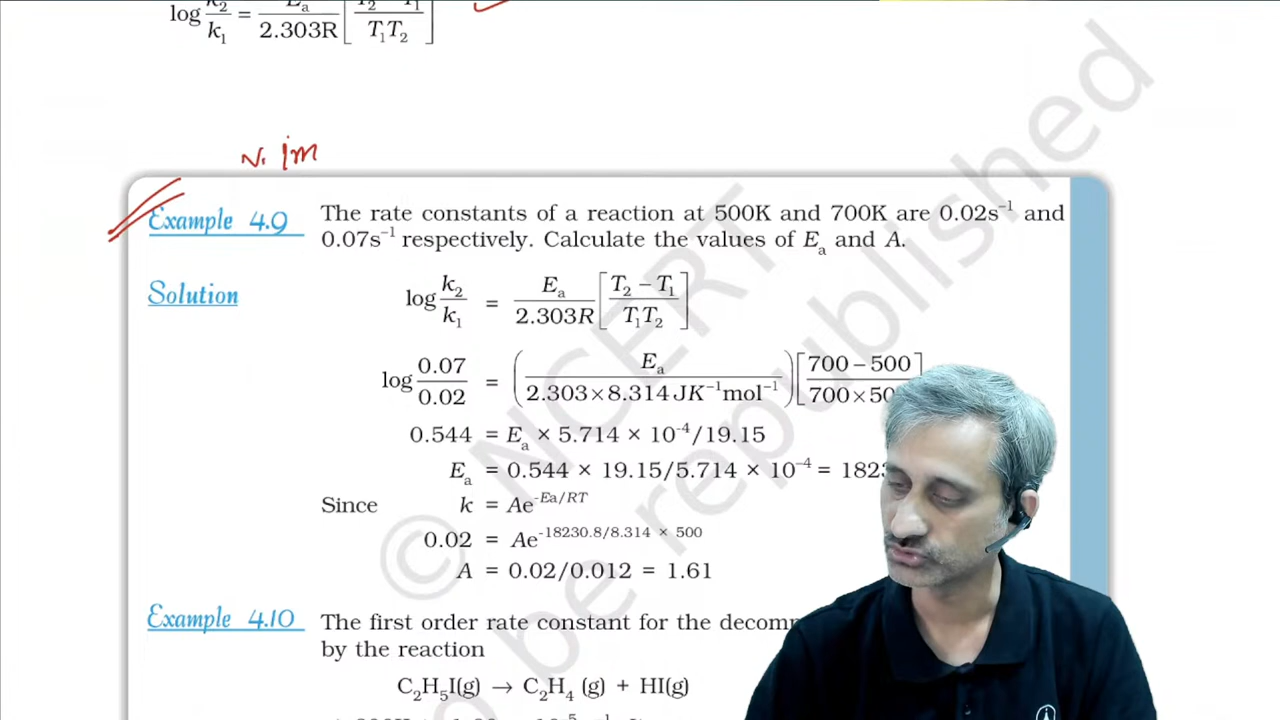 log k₂/k₁ = Eₐ/2.303R [T₂ – T₁/T₁T₂]
N. Im
Example 4.9 The rate constants of a reaction at 500K and 700K are 0.02s⁻¹ and
0.07s⁻¹ respectively. Calculate the values of Eₐ and A.
Solution log k₂/k₁ = Eₐ/2.303R [T₂ – T₁/T₁T₂]
log 0.07/0.02 = (Eₐ/2.303×8.314 JK⁻¹mol⁻¹) [700 – 500/700×50
0.544 = Eₐ × 5.714 × 10⁻⁴/19.15
Eₐ = 0.544 × 19.15/5.714 × 10⁻⁴ = 182
Since k = Ae^-Ea/RT
0.02 = Ae^-18230.8/8.314 × 500
A = 0.02/0.012 = 1.61
Example 4.10 The first order rate constant for the
by the reaction
C₂H₅I(g) → C₂H₄ (g) + HI(g)
© NCERT
be republished